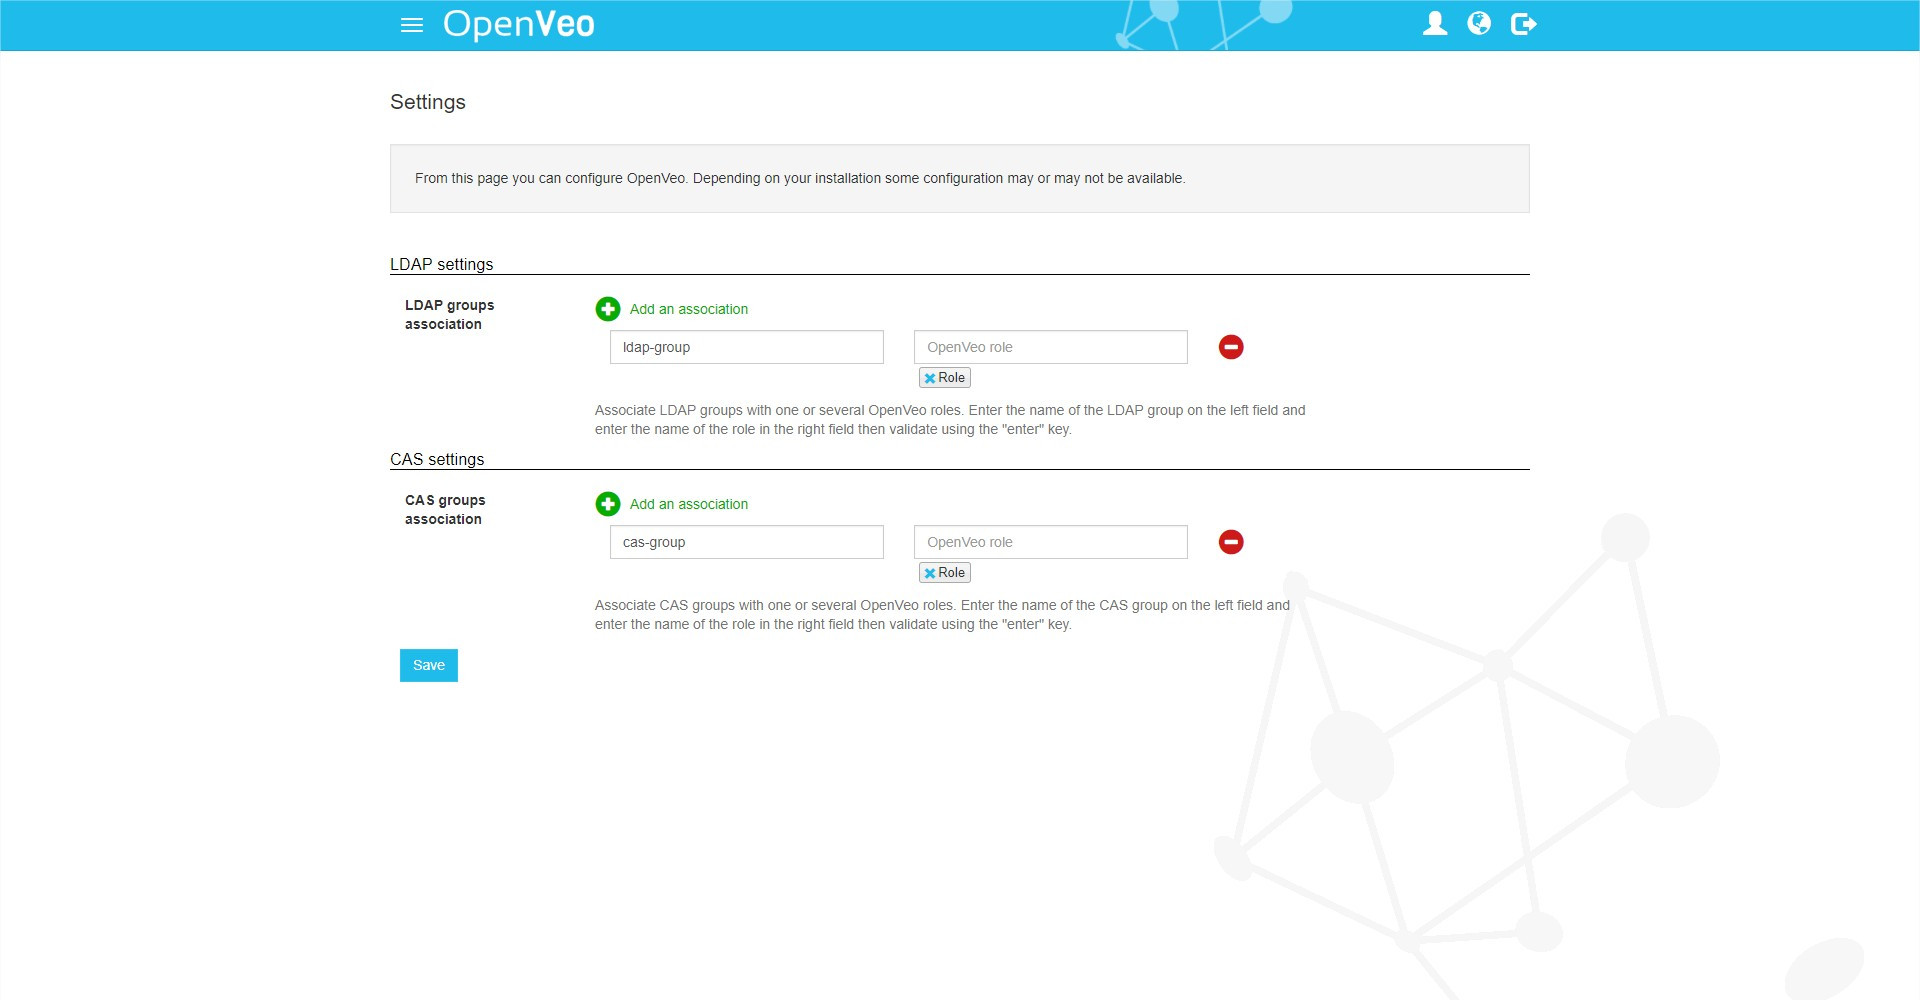 OpenVeo
Settings
From this page you can configure OpenVeo. Depending on your installation some configuration may or may not be available.
LDAP settings
LDAP groups
association
Add an association
ldap-group
OpenVeo role
Role
Associate LDAP groups with one or several OpenVeo roles. Enter the name of the LDAP group on the left field and
enter the name of the role in the right field then validate using the "enter" key.
CAS settings
CAS groups
association
Add an association
cas-group
OpenVeo role
Role
Associate CAS groups with one or several OpenVeo roles. Enter the name of the CAS group on the left field and
enter the name of the role in the right field then validate using the "enter" key.
Save